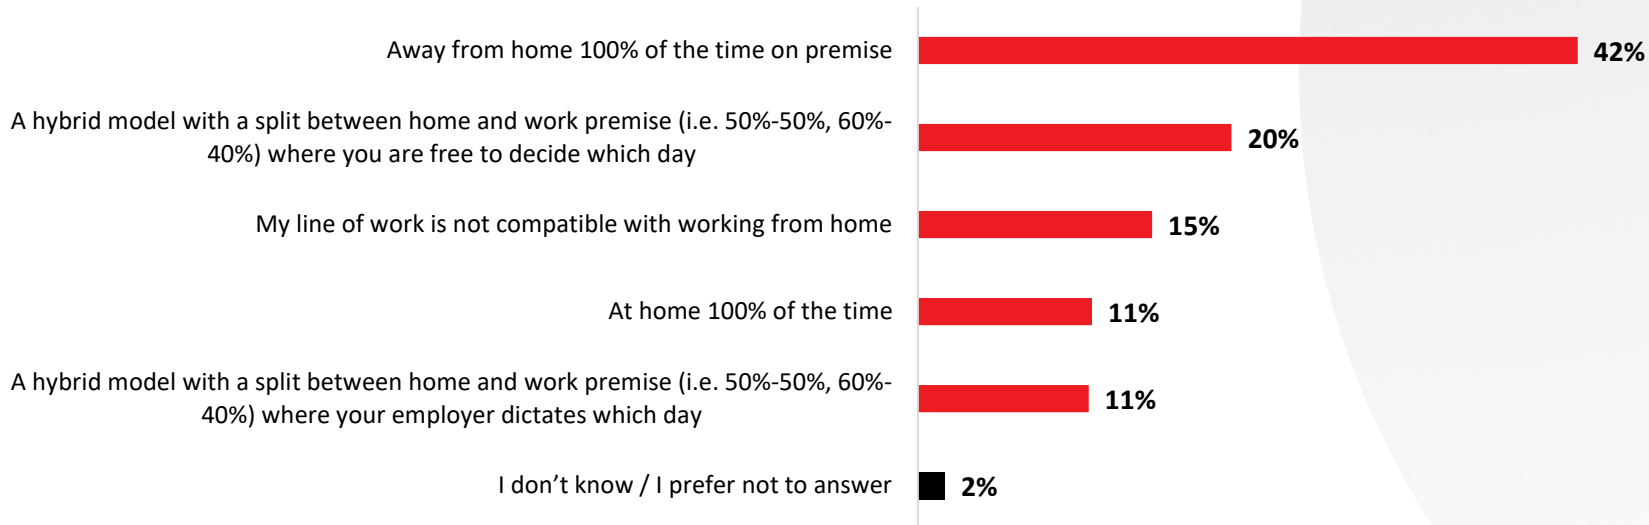 Away from home 100% of the time on premise
42%
A hybrid model with a split between home and work premise (i.e. 50%-50%, 60%-
40%) where you are free to decide which day
20%
My line of work is not compatible with working from home
15%
At home 100% of the time
11%
A hybrid model with a split between home and work premise (i.e. 50%-50%, 60%-
40%) where your employer dictates which day
11%
I don’t know / I prefer not to answer
2%